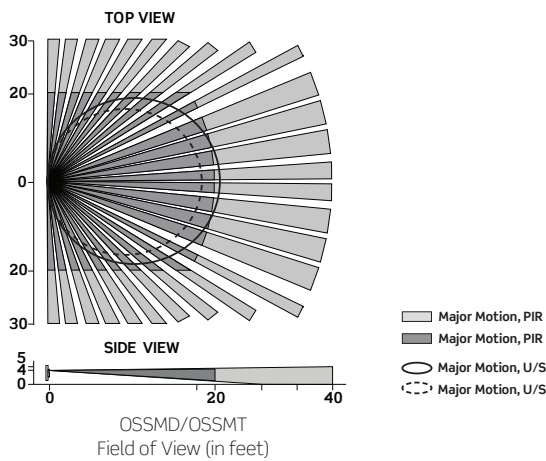 TOP VIEW
30
20
0
20
30
SIDE VIEW
5
4
0
0 20 40
OSSMD/OSSMT
Field of View (in feet)
Major Motion, PIR
Major Motion, PIR
Major Motion, U/S
Major Motion, U/S